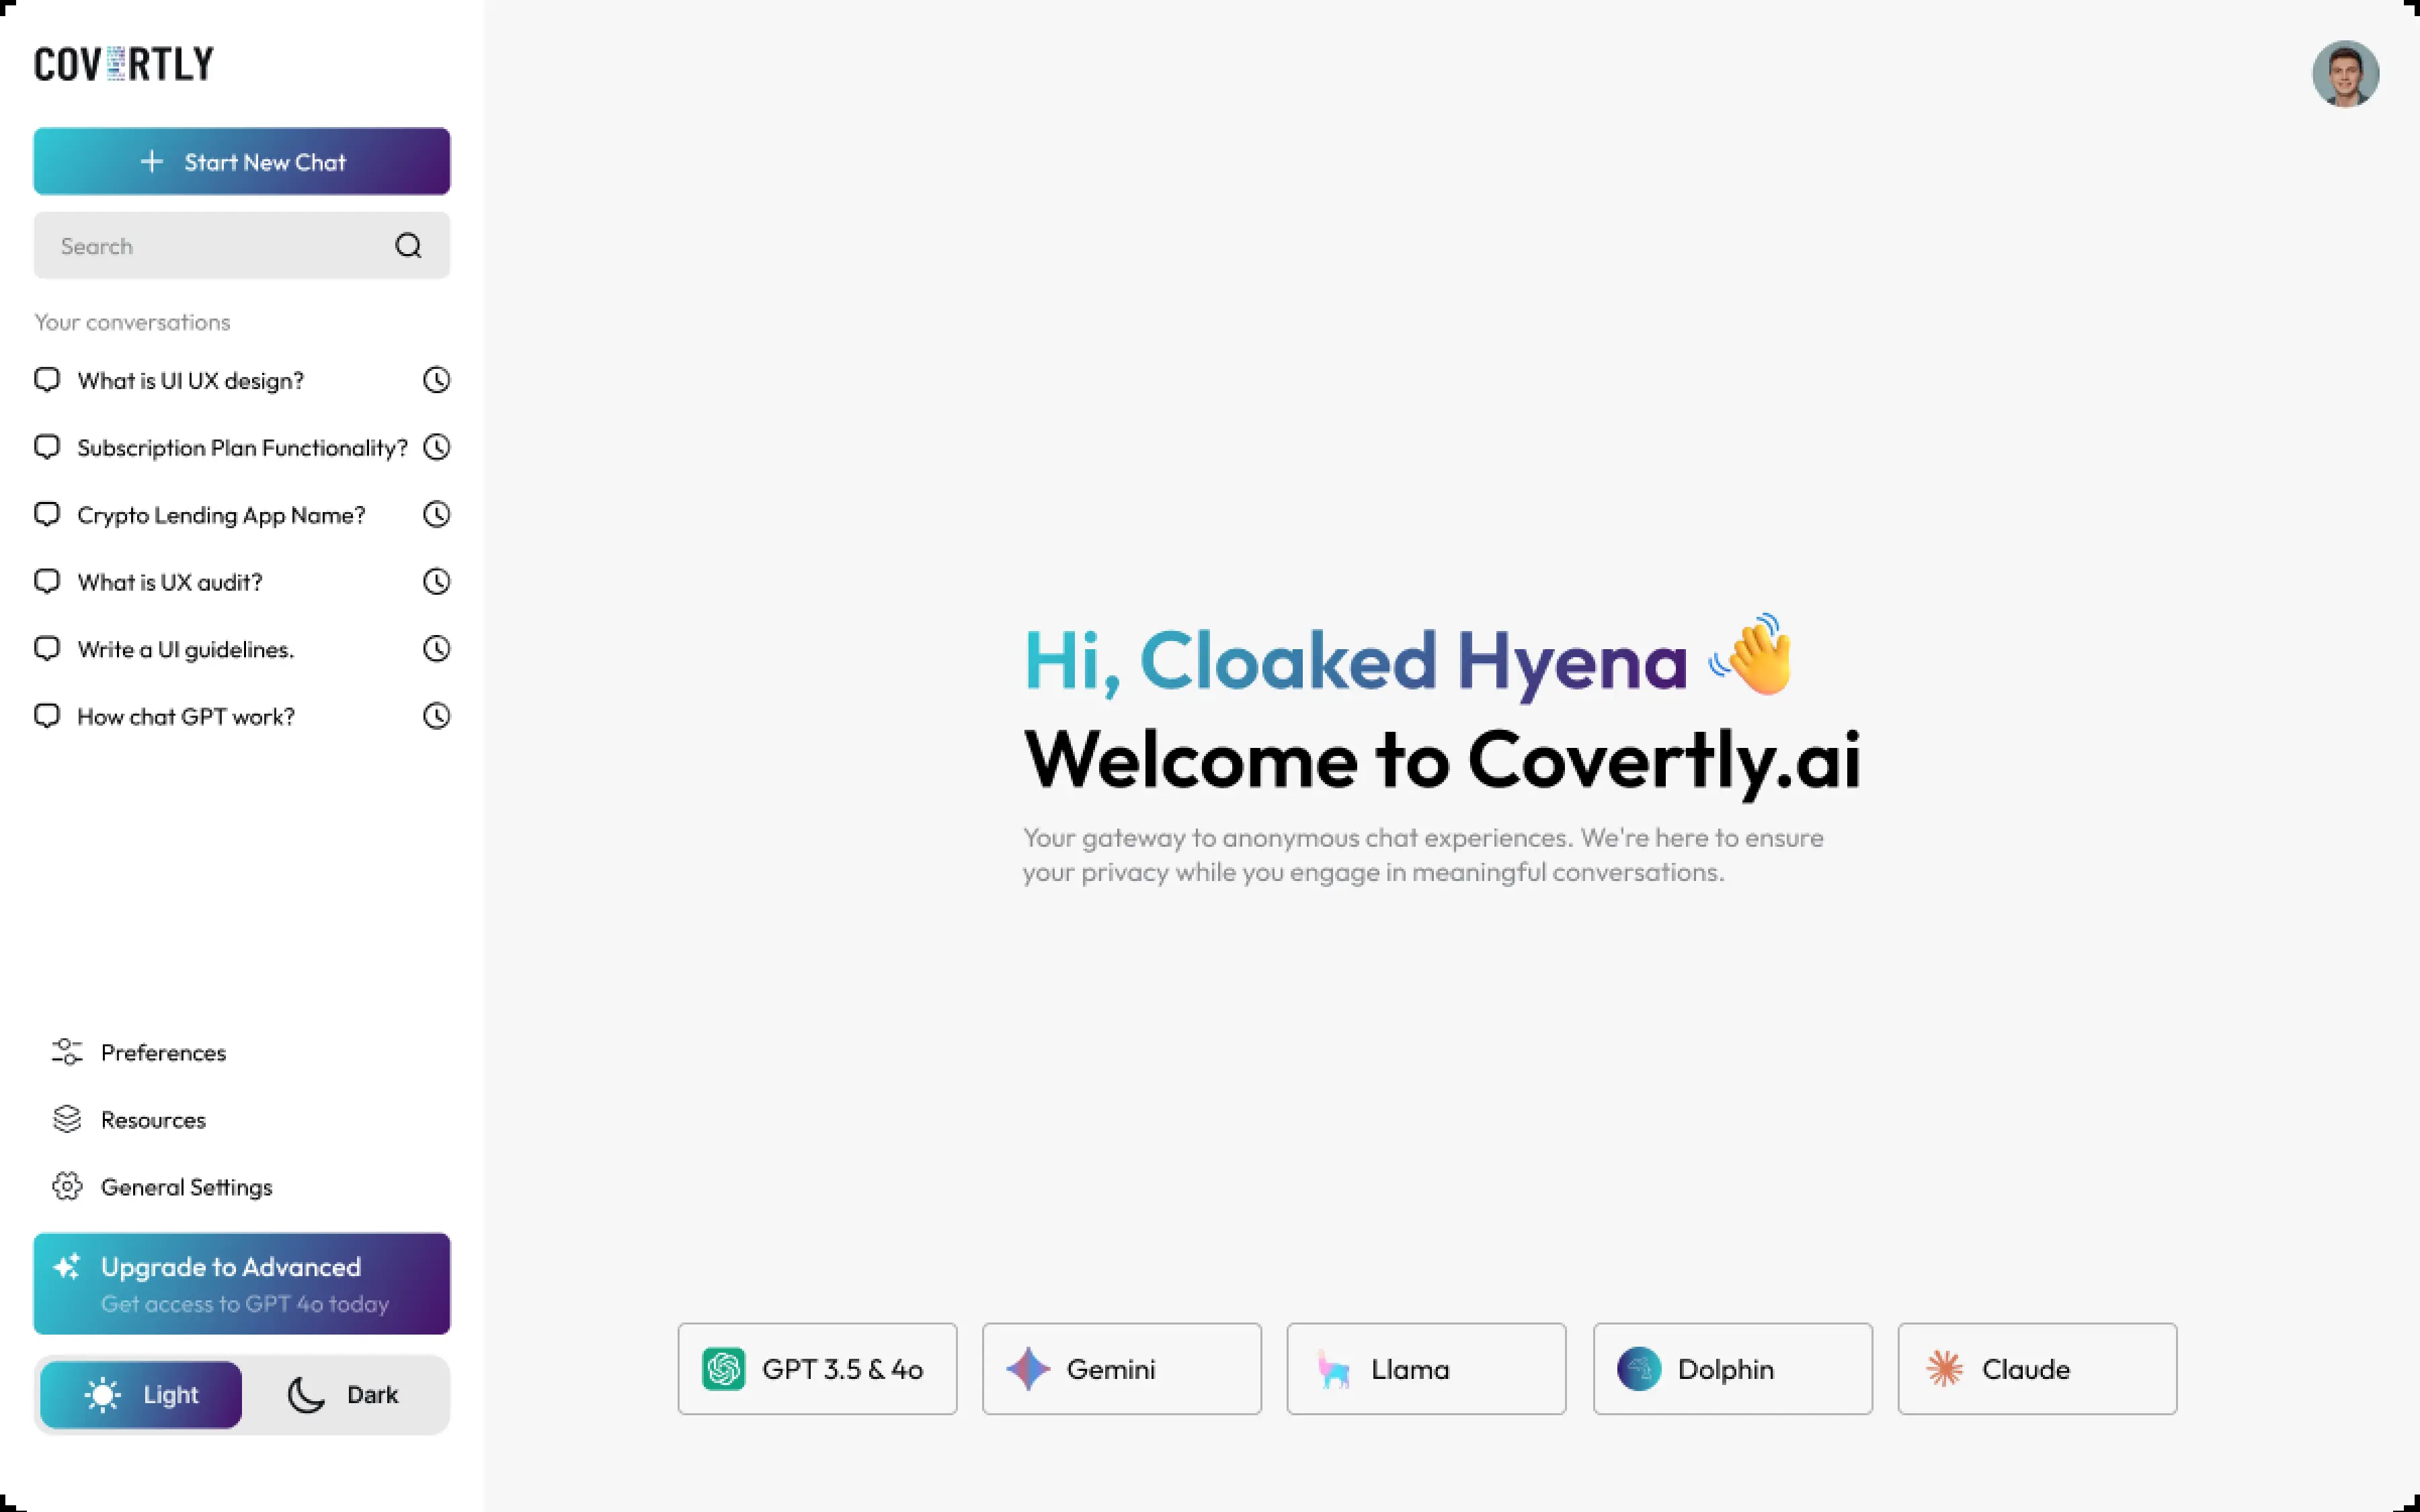 COVERTLY
Start New Chat
Search
Your conversations
What is UI UX design?
Subscription Plan Functionality?
Crypto Lending App Name?
What is UX audit?
Write a UI guidelines.
How chat GPT work?
Preferences
Resources
General Settings
Upgrade to Advanced
Get access to GPT 4o today
Light
Dark
Hi, Cloaked Hyena 👋
Welcome to Covertly.ai
Your gateway to anonymous chat experiences. We're here to ensure
your privacy while you engage in meaningful conversations.
GPT 3.5 & 4o
Gemini
Llama
Dolphin
Claude